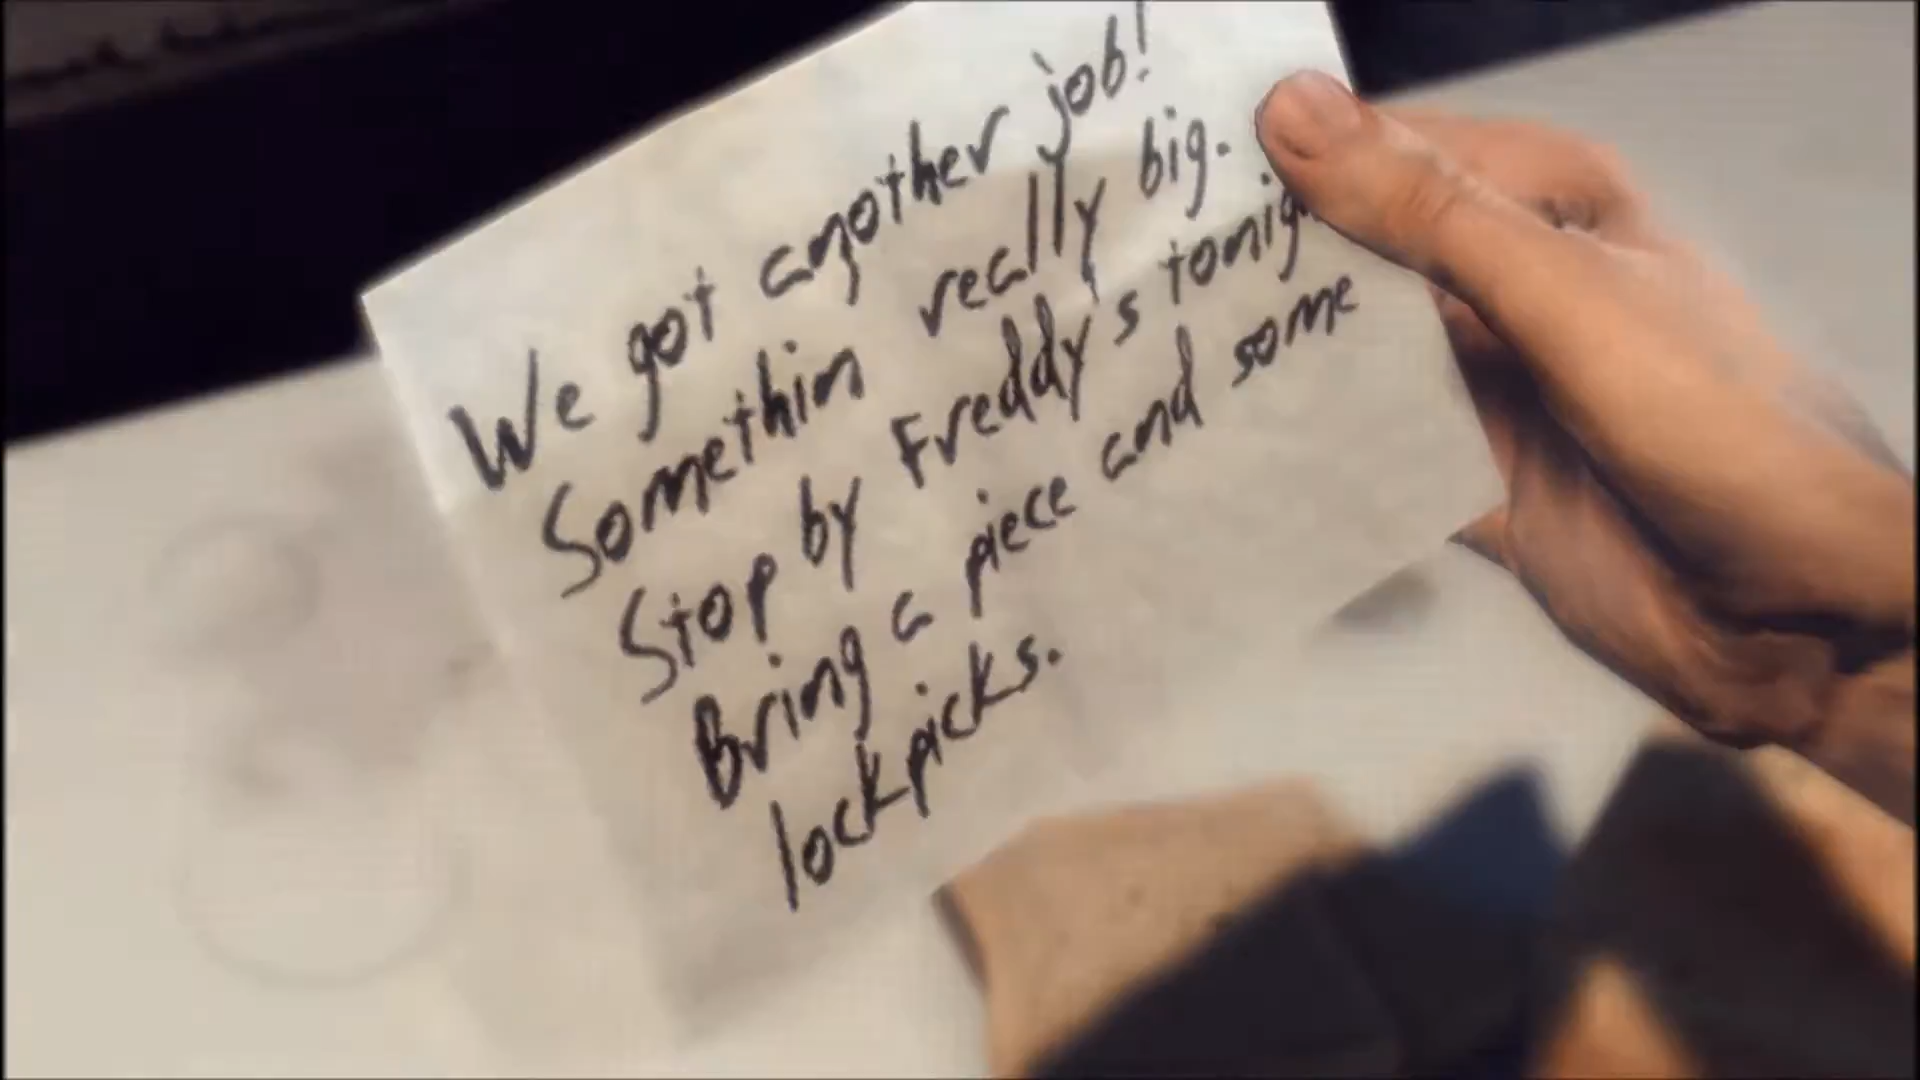 We got another job!
Somethin really big.
Stop by Freddy's
Bring a piece and some
lockpicks.